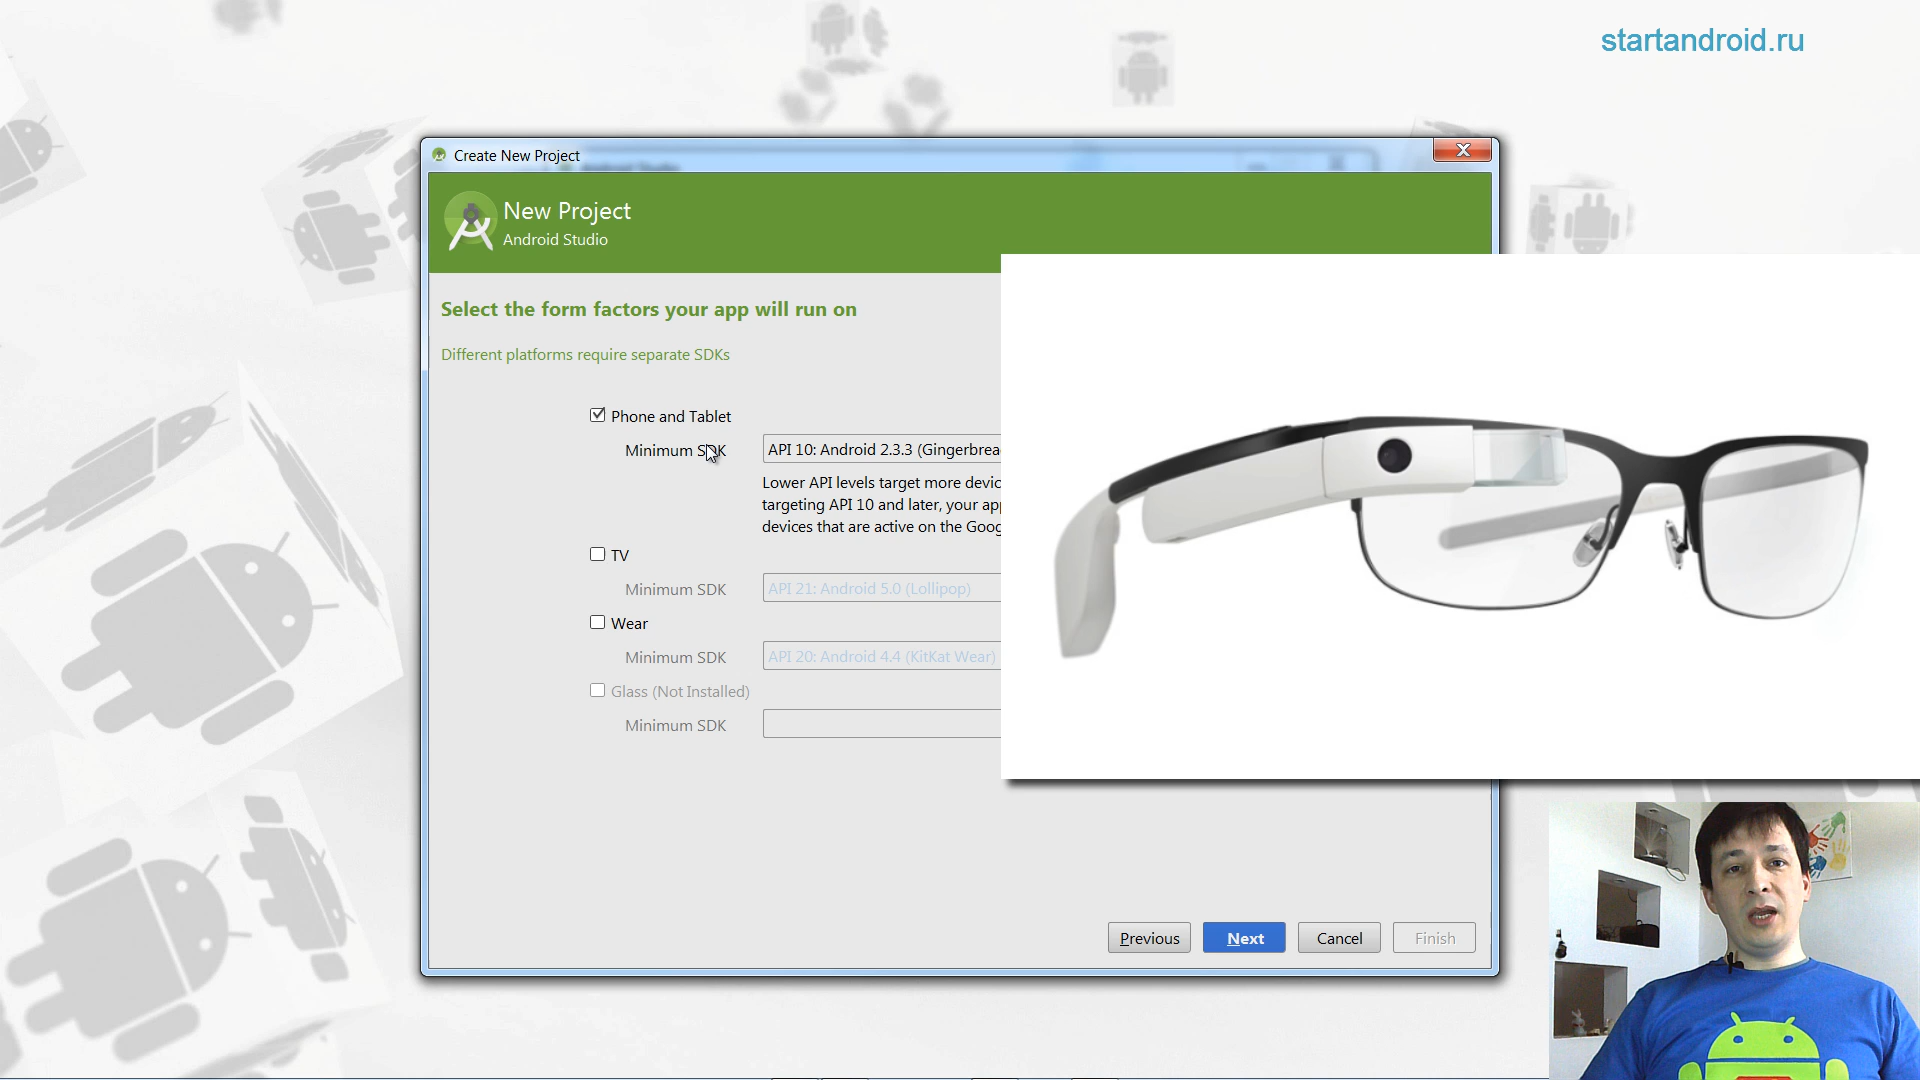 startandroid.ru
Create New Project
Android Studio
New Project
Android Studio
Select the form factors your app will run on
Different platforms require separate SDKs
Phone and Tablet
Minimum SDK
API 10: Android 2.3.3 (Gingerbrea
Lower API levels target more devic
targeting API 10 and later, your app
devices that are active on the Goog
TV
Minimum SDK
API 21: Android 5.0 (Lollipop)
Wear
Minimum SDK
API 20: Android 4.4 (KitKat Wear)
Glass (Not Installed)
Minimum SDK
Previous
Next
Cancel
Finish